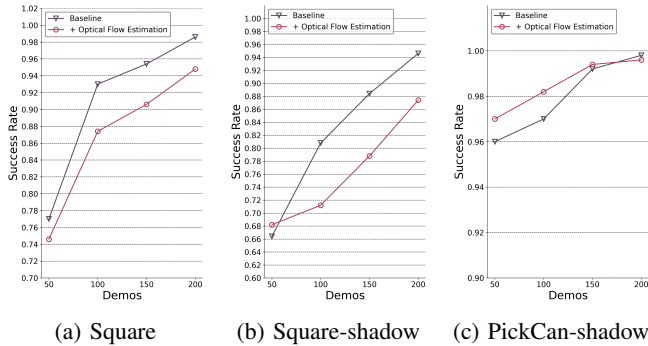 1.02
1.00
0.98
0.96
0.94
0.92
0.90
0.88
0.86
0.84
0.82
0.80
0.78
0.76
0.74
0.72
0.70
Success Rate
Baseline
+ Optical Flow Estimation
50 100 150 200
Demos
(a) Square
1.00
0.98
0.96
0.94
0.92
0.90
0.88
0.86
0.84
0.82
0.80
0.78
0.76
0.74
0.72
0.70
0.68
0.66
0.64
0.62
0.60
Success Rate
Baseline
+ Optical Flow Estimation
50 100 150 200
Demos
(b) Square-shadow
1.00
0.98
0.96
0.94
0.92
0.90
Success Rate
Baseline
+ Optical Flow Estimation
50 100 150 200
Demos
(c) PickCan-shadow